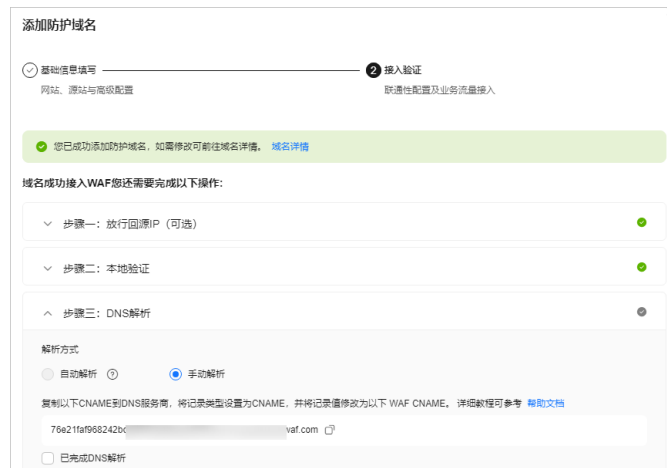 添加防护域名
基础信息填写
2 接入验证
网站、源站与高级配置
联通性配置及业务流量接入
您已成功添加防护域名，如需修改可前往域名详情。 域名详情
域名成功接入WAF您还需要完成以下操作：
步骤一：放行回源IP（可选）
步骤二：本地验证
步骤三：DNS解析
解析方式
自动解析 ? 手动解析
复制以下CNAME到DNS服务商，将记录类型设置为CNAME，并将记录值修改为以下 WAF CNAME。 详细教程可参考 帮助文档
76e21faf968242bc vaf.com
已完成DNS解析